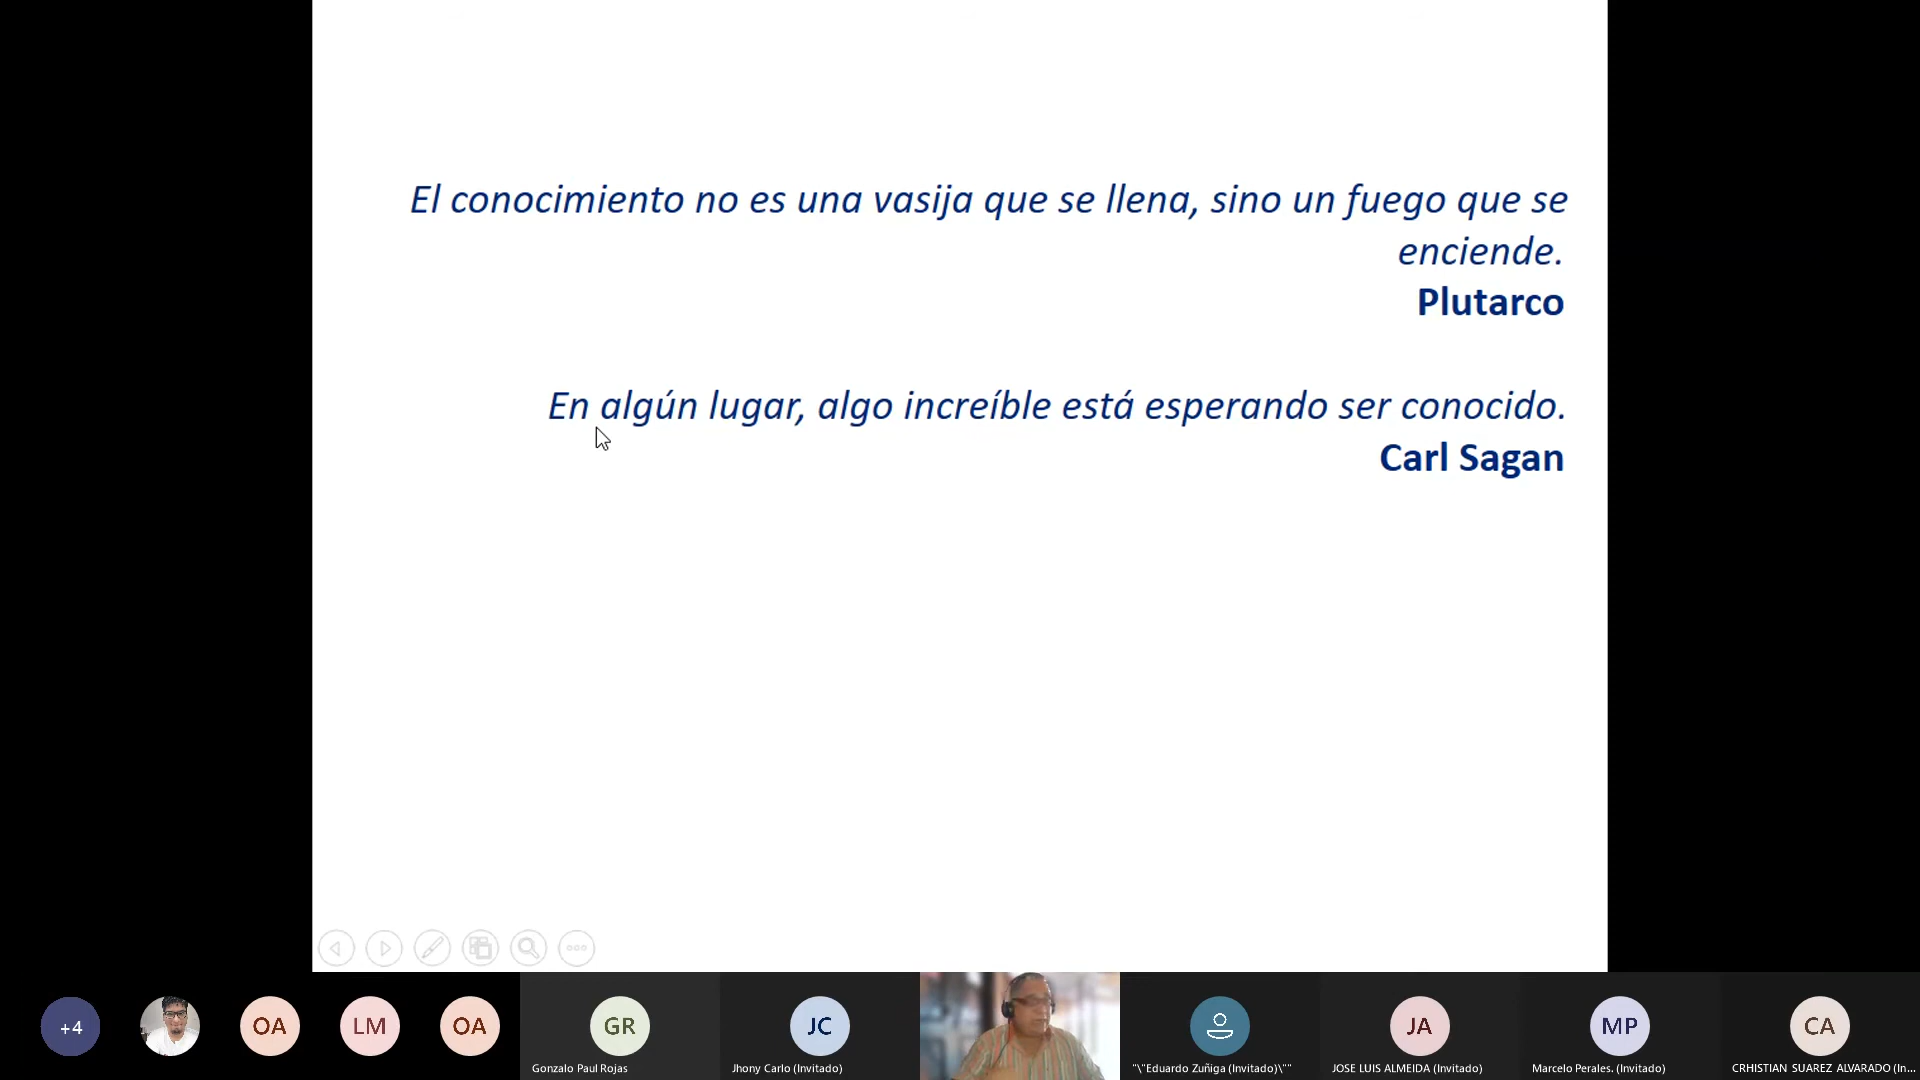 El conocimiento no es una vasija que se llena, sino un fuego que se
enciende.
Plutarco
En algún lugar, algo increíble está esperando ser conocido.
Carl Sagan
+4
OA
LM
OA
GR
JC
JA
MP
CA
Gonzalo Paul Rojas
Jhony Carlo (Invitado)
"\"Eduardo Zuñiga (Invitado)\""
JOSE LUIS ALMEIDA (Invitado)
Marcelo Perales. (Invitado)
CRHISTIAN SUAREZ ALVARADO (In...